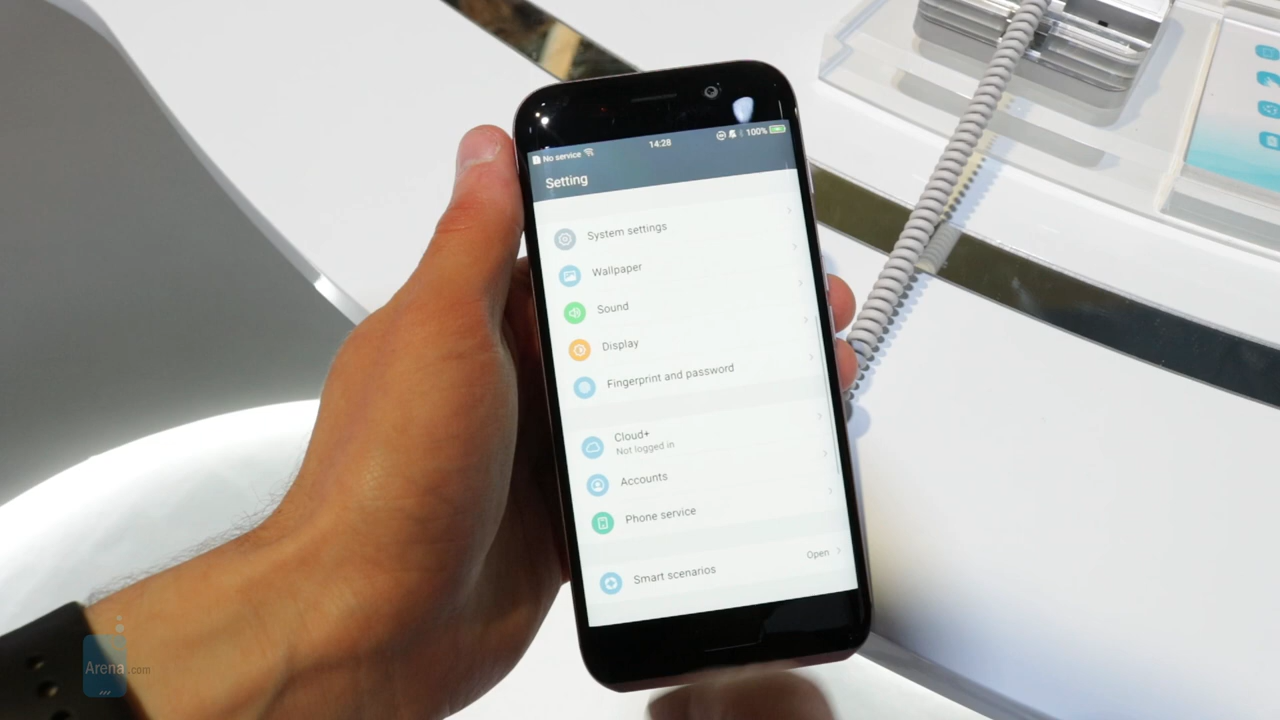 No service
14:28
100%
Setting
System settings
Wallpaper
Sound
Display
Fingerprint and password
Cloud+
Not logged in
Accounts
Phone service
Smart scenarios
Open
Arena.com